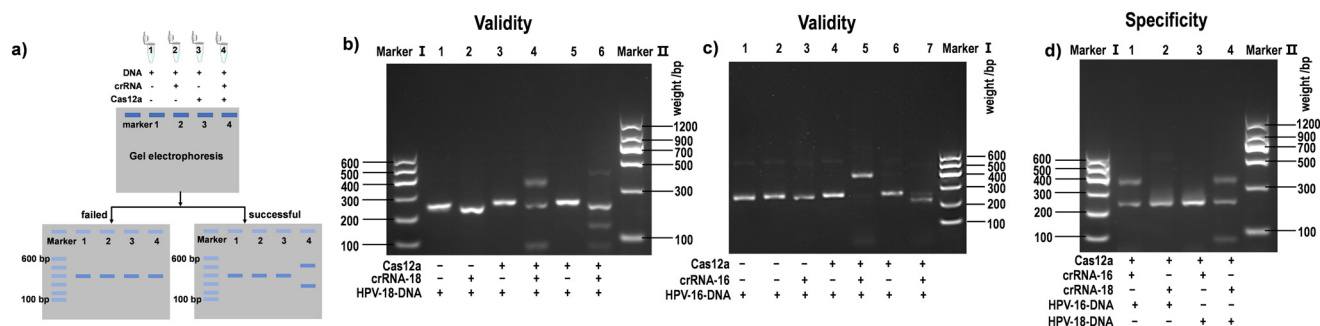 a)
1 2 3 4
DNA + + + +
crRNA - + - +
Cas12a - - + +
marker 1 2 3 4
Gel electrophoresis
failed successful
Marker 1 2 3 4
600 bp
100 bp
Marker 1 2 3 4
600 bp
100 bp
Validity
b)
Marker I 1 2 3 4 5 6 Marker II
weight /bp
600
500
400
300
200
100
1200
900
700
500
300
100
Cas12a - - + + + +
crRNA-18 - + - + - +
HPV-18-DNA + + + + + +
Validity
c)
1 2 3 4 5 6 7 Marker I
weight /bp
600
500
400
300
200
100
Cas12a - - - + + + +
crRNA-16 - - + - + - +
HPV-16-DNA + + + + + + +
Specificity
d)
Marker I 1 2 3 4 Marker II
weight /bp
600
500
400
300
200
100
1200
900
700
500
300
100
Cas12a + + + +
crRNA-16 + - + -
crRNA-18 - + - +
HPV-16-DNA + + - -
HPV-18-DNA - - + +